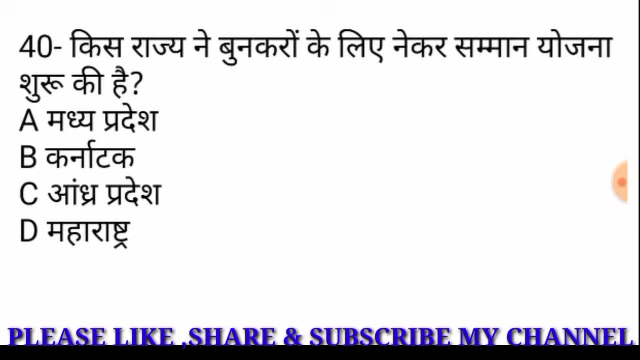 40- किस राज्य ने बुनकरों के लिए नेकर सम्मान योजना
शुरू की है?
A मध्य प्रदेश
B कर्नाटक
C आंध्र प्रदेश
D महाराष्ट्र
PLEASE LIKE ,SHARE & SUBSCRIBE MY CHANNEL